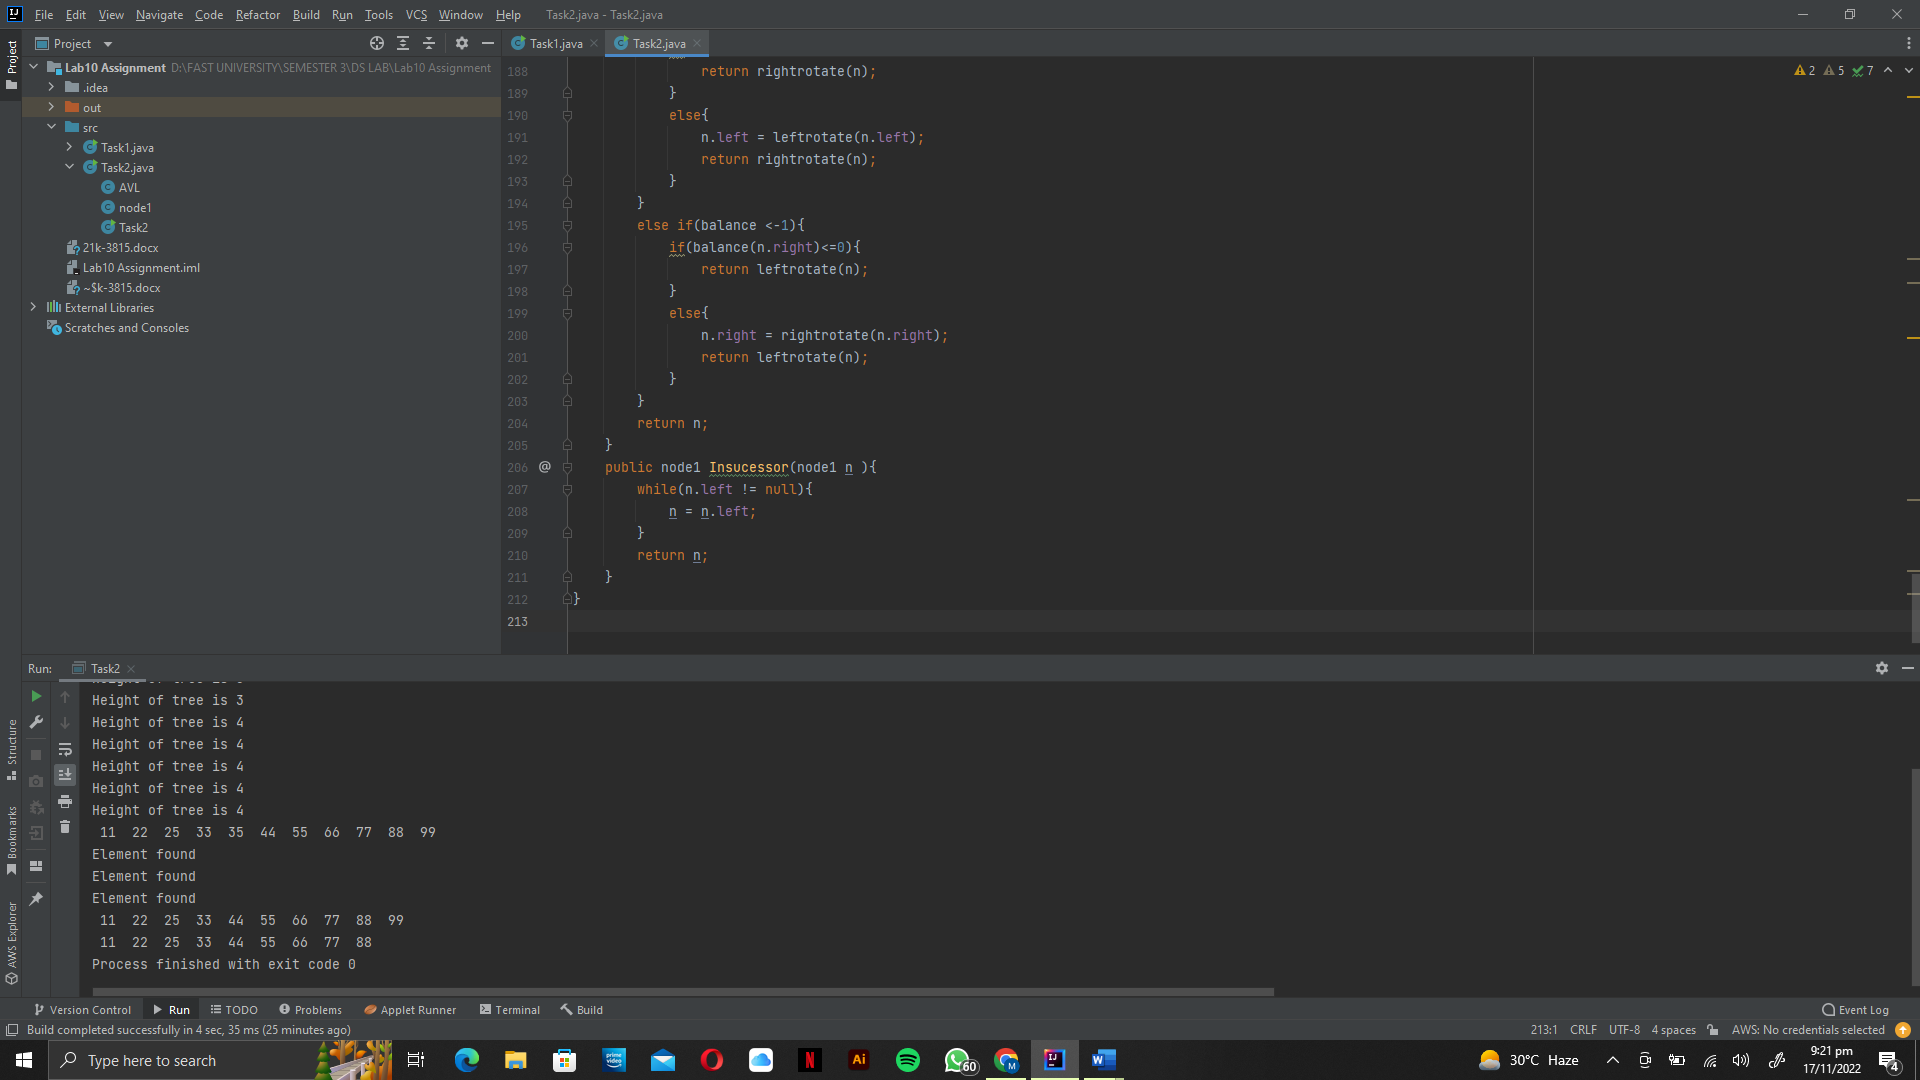 File Edit View Navigate Code Refactor Build Run Tools VCS Window Help Task2.java - Task2.java
Project
Lab10 Assignment D:\FAST UNIVERSITY\SEMESTER 3\DS LAB\Lab10 Assignment
.idea
out
src
Task1.java
Task2.java
AVL
node1
Task2
21k-3815.docx
Lab10 Assignment.iml
~$k-3815.docx
External Libraries
Scratches and Consoles
Project
Structure
Bookmarks
AWS Explorer
Task1.java Task2.java
2 5 7
188 return rightrotate(n);
189 }
190 else{
191 n.left = leftrotate(n.left);
192 return rightrotate(n);
193 }
194 }
195 else if(balance <-1){
196 if(balance(n.right)<=0){
197 return leftrotate(n);
198 }
199 else{
200 n.right = rightrotate(n.right);
201 return leftrotate(n);
202 }
203 }
204 return n;
205 }
206 @ public node1 Insucessor(node1 n ){
207 while(n.left != null){
208 n = n.left;
209 }
210 return n;
211 }
212 }
213
Run: Task2
Height of tree is 3
Height of tree is 4
Height of tree is 4
Height of tree is 4
Height of tree is 4
Height of tree is 4
11 22 25 33 35 44 55 66 77 88 99
Element found
Element found
Element found
11 22 25 33 44 55 66 77 88 99
11 22 25 33 44 55 66 77 88
Process finished with exit code 0
Version Control Run TODO Problems Applet Runner Terminal Build Event Log
Build completed successfully in 4 sec, 35 ms (25 minutes ago) 213:1 CRLF UTF-8 4 spaces AWS: No credentials selected
Type here to search
prime video
N
Ai
60
M
IJ
W
30°C Haze
9:21 pm
17/11/2022
4